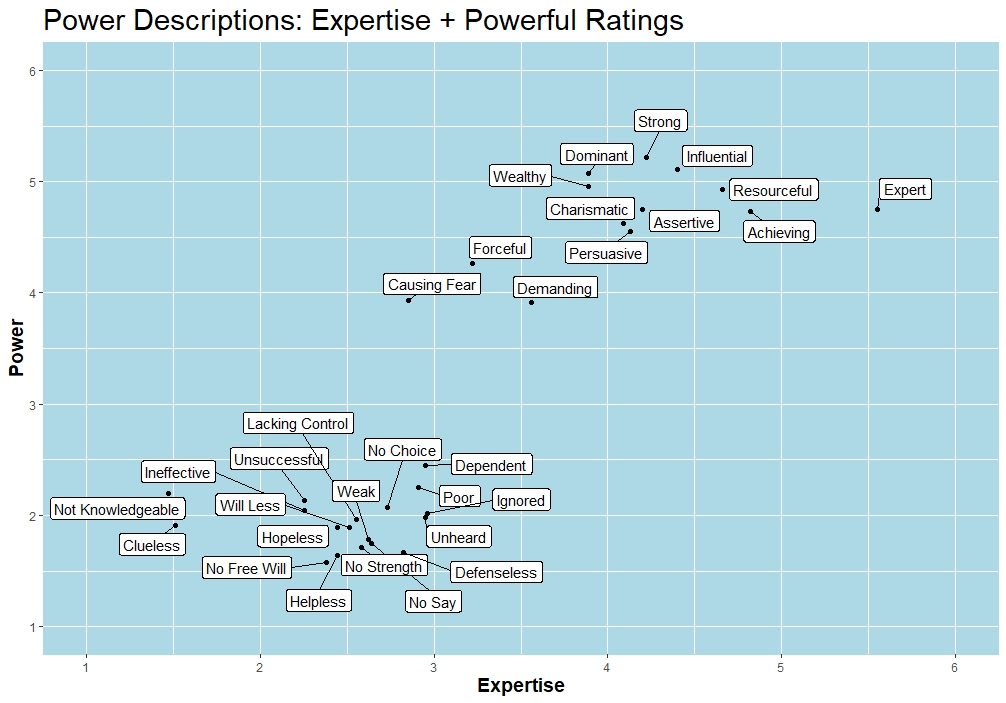 Power Descriptions: Expertise + Powerful Ratings
6
Strong
Dominant
Influential
5
Wealthy
Resourceful
Expert
Charismatic
Assertive
Achieving
Forceful
Persuasive
4
Causing Fear
Demanding
Power
3
Lacking Control
No Choice
Unsuccessful
Dependent
Ineffective
Weak
Poor
Ignored
2
Not Knowledgeable
Will Less
Hopeless
Unheard
Clueless
No Free Will
No Strength
Defenseless
Helpless
No Say
1
1 2 3 4 5 6
Expertise